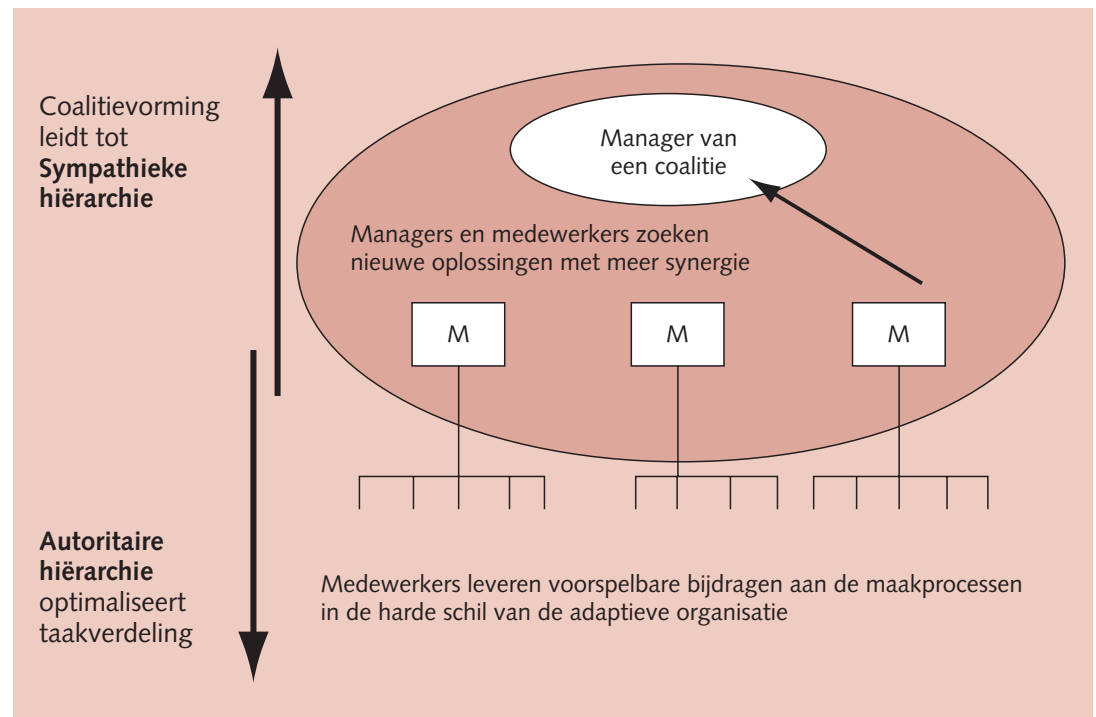 Coalitievorming
leidt tot
Sympathieke
hiërarchie
Manager van
een coalitie
Managers en medewerkers zoeken
nieuwe oplossingen met meer synergie
M
M
M
Autoritaire
hiërarchie
optimaliseert
taakverdeling
Medewerkers leveren voorspelbare bijdragen aan de maakprocessen
in de harde schil van de adaptieve organisatie